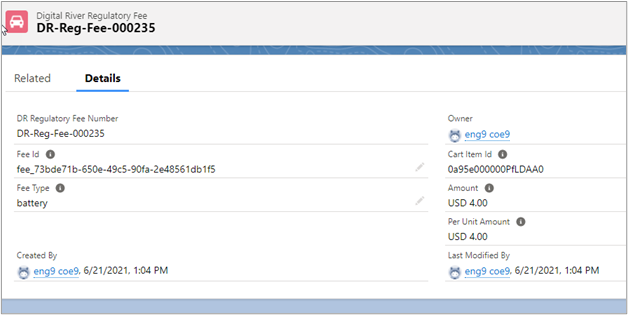 Digital River Regulatory Fee
DR-Reg-Fee-000235
Related
Details
DR Regulatory Fee Number
DR-Reg-Fee-000235
Owner
eng9 coe9
Fee Id
fee_73bde71b-650e-49c5-90fa-2e48561db1f5
Cart Item Id
0a95e000000PfLDAA0
Fee Type
battery
Amount
USD 4.00
Per Unit Amount
USD 4.00
Created By
eng9 coe9, 6/21/2021, 1:04 PM
Last Modified By
eng9 coe9, 6/21/2021, 1:04 PM